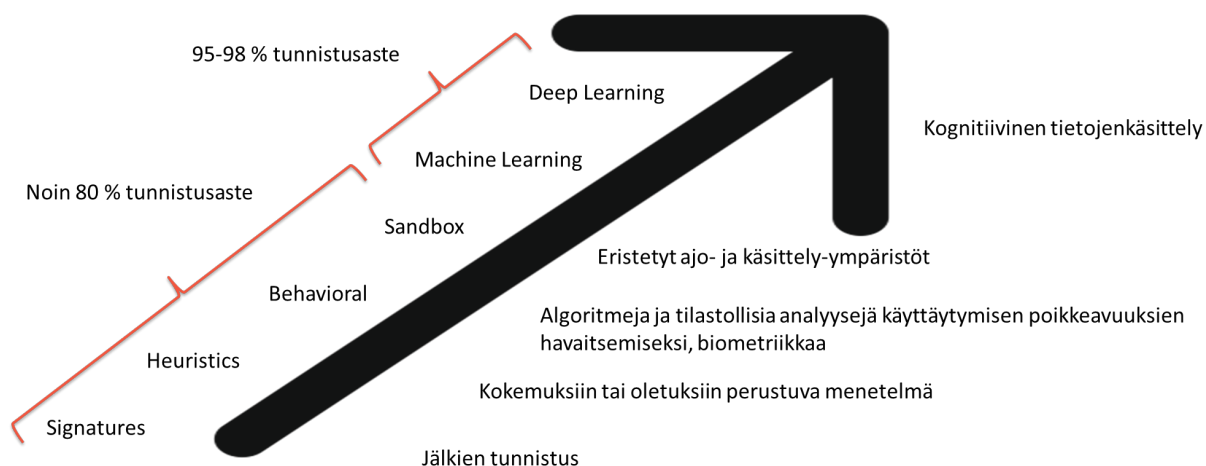 95-98 % tunnistusaste
Deep Learning
Kognitiivinen tietojenkäsittely
Machine Learning
Noin 80 % tunnistusaste
Sandbox
Eristetyt ajo- ja käsittely-ympäristöt
Behavioral
Algoritmeja ja tilastollisia analyysejä käyttäytymisen poikkeavuuksien
havaitsemiseksi, biometriikkaa
Heuristics
Kokemuksiin tai oletuksiin perustuva menetelmä
Signatures
Jälkien tunnistus